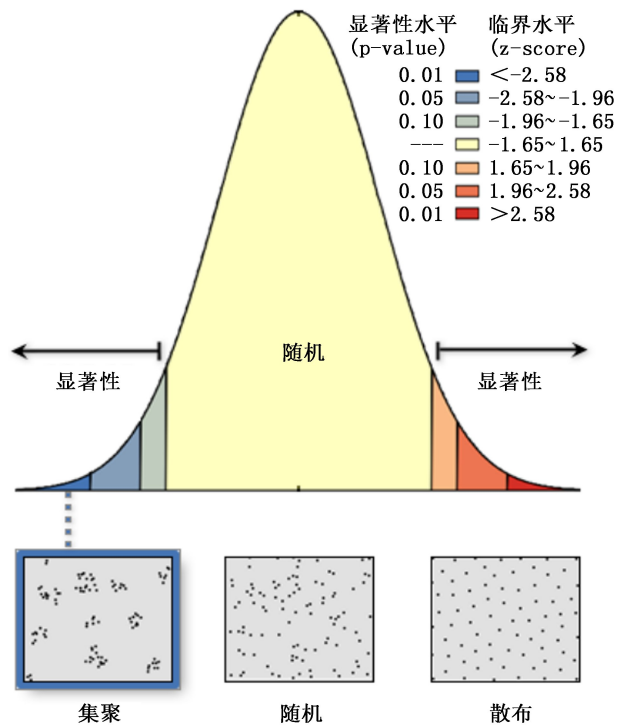 显著性水平 临界水平
(p-value) (z-score)
0.01 <-2.58
0.05 -2.58~-1.96
0.10 -1.96~-1.65
--- -1.65~1.65
0.10 1.65~1.96
0.05 1.96~2.58
0.01 >2.58
随机
显著性 显著性
集聚 随机 散布